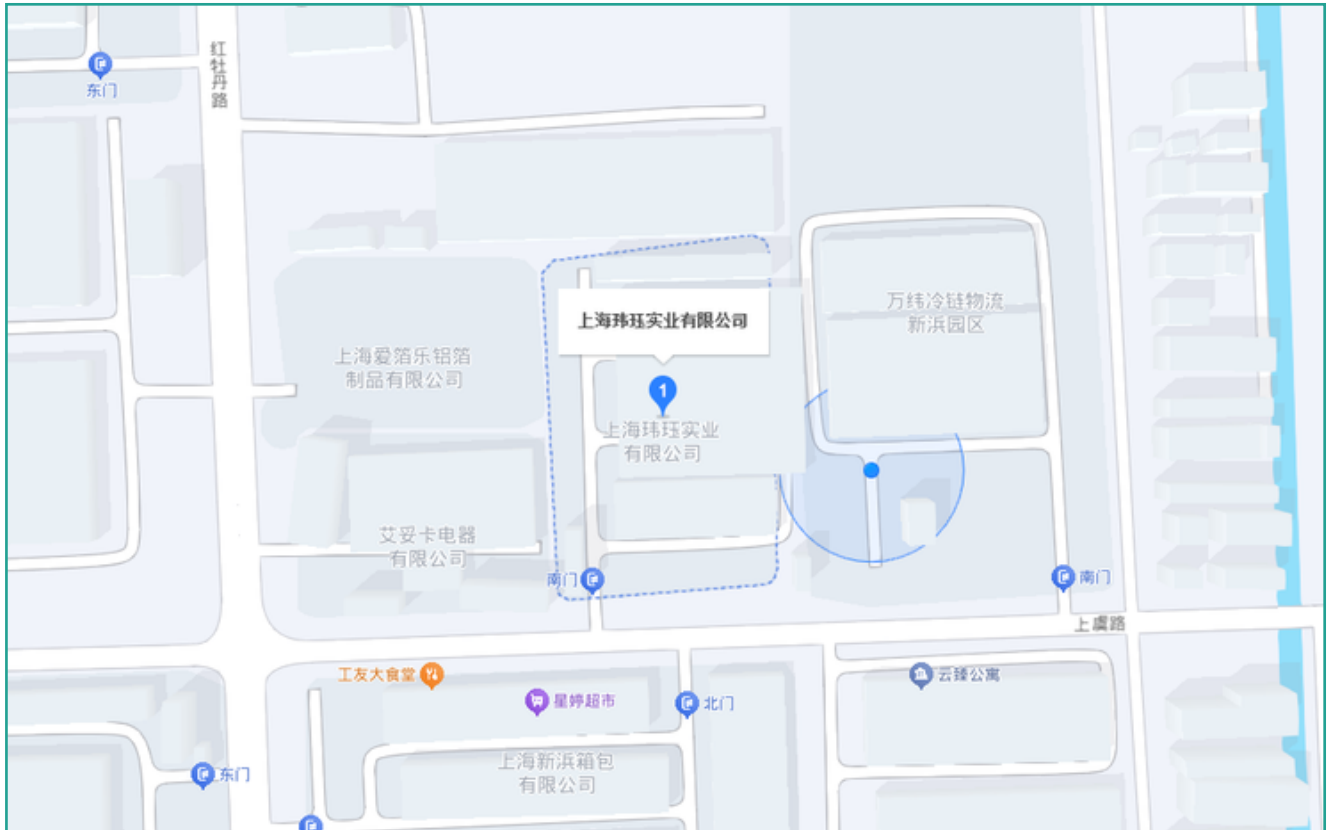 红牡丹路
东门
上海玮珏实业有限公司
万纬冷链物流
新浜园区
上海爱箔乐铝箔
制品有限公司
1
上海玮珏实业
有限公司
艾妥卡电器
有限公司
南门
南门
上虞路
工友大食堂
云臻公寓
星婷超市
北门
上海新浜箱包
有限公司
东门